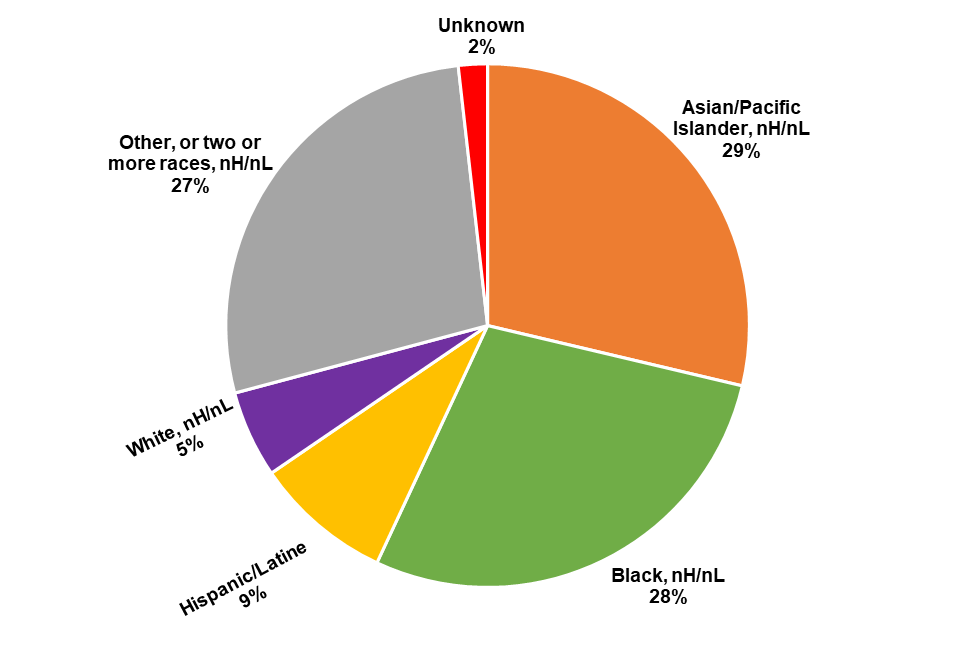 Unknown
2%
Asian/Pacific
Islander, nH/nL
29%
Other, or two or
more races, nH/nL
27%
White, nH/nL
5%
Hispanic/Latine
9%
Black, nH/nL
28%